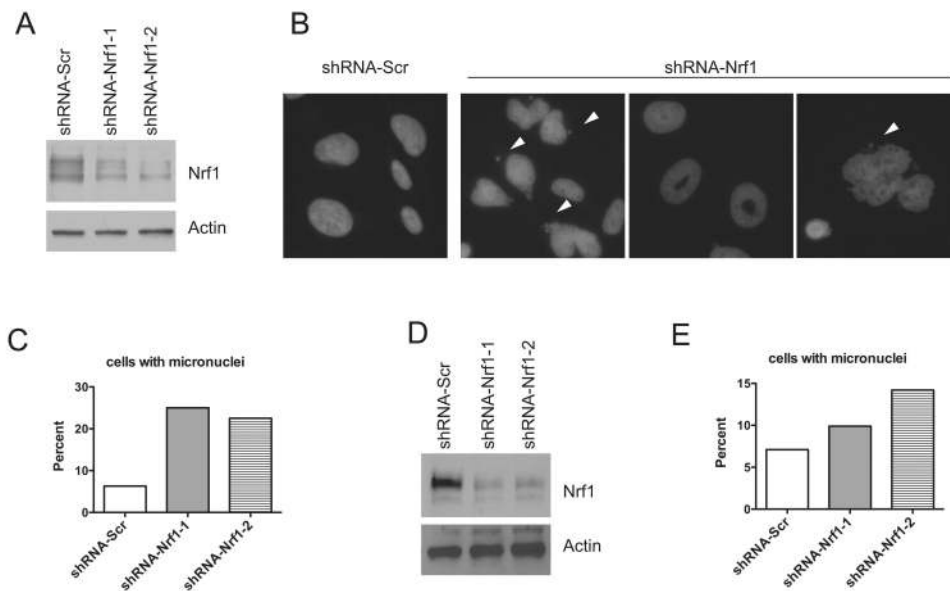 A
shRNA-Scr
shRNA-Nrf1-1
shRNA-Nrf1-2
Nrf1
Actin
B
shRNA-Scr
shRNA-Nrf1
C
cells with micronuclei
Percent
30
20
10
0
shRNA-Scr
shRNA-Nrf1-1
shRNA-Nrf1-2
D
shRNA-Scr
shRNA-Nrf1-1
shRNA-Nrf1-2
Nrf1
Actin
E
cells with micronuclei
Percent
15
10
5
0
shRNA-Scr
shRNA-Nrf1-1
shRNA-Nrf1-2